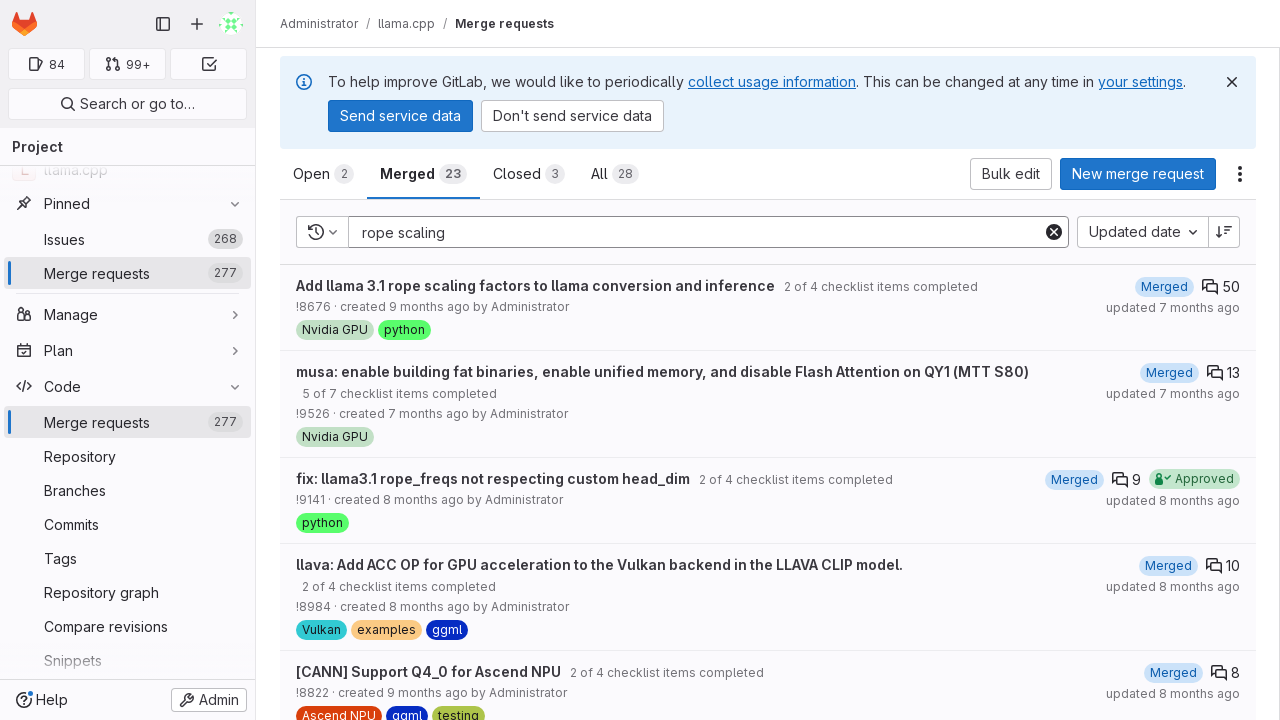 84
99+
Search or go to…
Project
llama.cpp
Pinned
Issues
268
Merge requests
277
Manage
Plan
Code
Merge requests
277
Repository
Branches
Commits
Tags
Repository graph
Compare revisions
Snippets
Help
Admin
Administrator / llama.cpp / Merge requests
To help improve GitLab, we would like to periodically collect usage information. This can be changed at any time in your settings.
Send service data
Don't send service data
Open 2
Merged 23
Closed 3
All 28
Bulk edit
New merge request
rope scaling
Updated date
Add llama 3.1 rope scaling factors to llama conversion and inference 2 of 4 checklist items completed
Merged 50
!8676 · created 9 months ago by Administrator
updated 7 months ago
Nvidia GPU python
musa: enable building fat binaries, enable unified memory, and disable Flash Attention on QY1 (MTT S80)
Merged 13
5 of 7 checklist items completed
updated 7 months ago
!9526 · created 7 months ago by Administrator
Nvidia GPU
fix: llama3.1 rope_freqs not respecting custom head_dim 2 of 4 checklist items completed
Merged 9 Approved
!9141 · created 8 months ago by Administrator
updated 8 months ago
python
llava: Add ACC OP for GPU acceleration to the Vulkan backend in the LLAVA CLIP model.
Merged 10
2 of 4 checklist items completed
updated 8 months ago
!8984 · created 8 months ago by Administrator
Vulkan examples ggml
[CANN] Support Q4_0 for Ascend NPU 2 of 4 checklist items completed
Merged 8
!8822 · created 9 months ago by Administrator
updated 8 months ago
Ascend NPU ggml testing